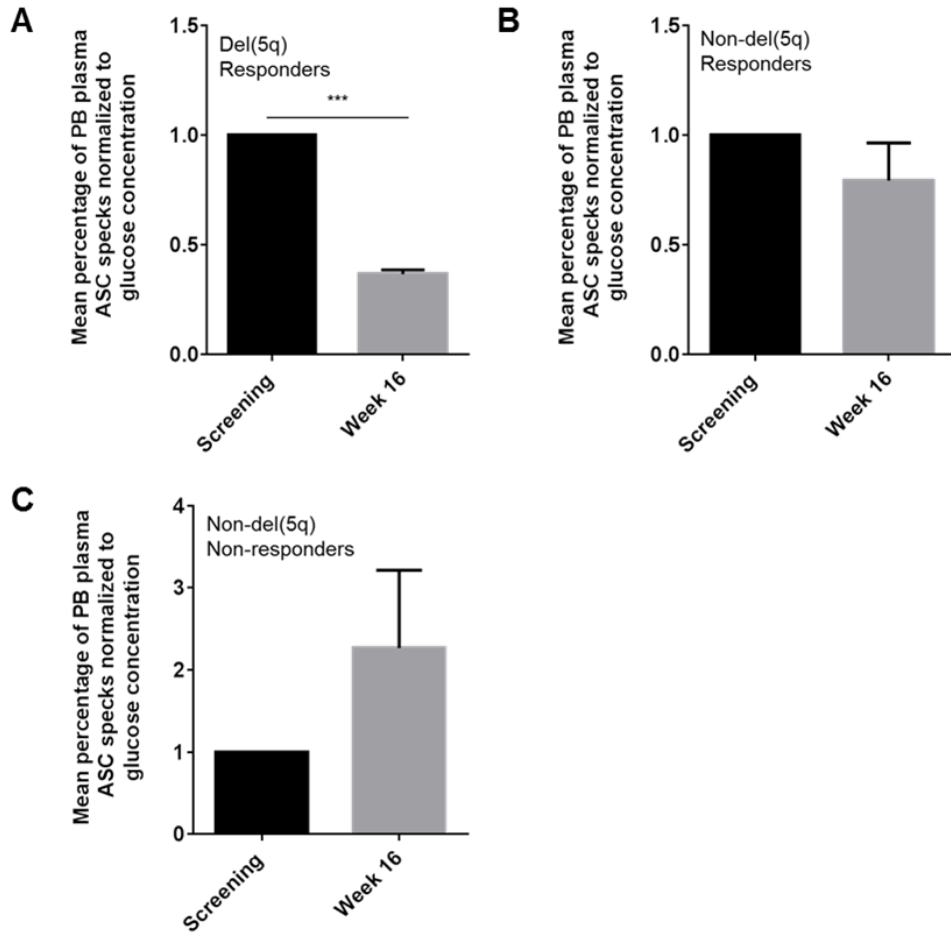 A
Mean percentage of PB plasma
ASC specks normalized to
glucose concentration
1.5
1.0
0.5
0.0
Del(5q)
Responders
***
Screening
Week 16
B
Mean percentage of PB plasma
ASC specks normalized to
glucose concentration
1.5
1.0
0.5
0.0
Non-del(5q)
Responders
Screening
Week 16
C
Mean percentage of PB plasma
ASC specks normalized to
glucose concentration
4
3
2
1
0
Non-del(5q)
Non-responders
Screening
Week 16